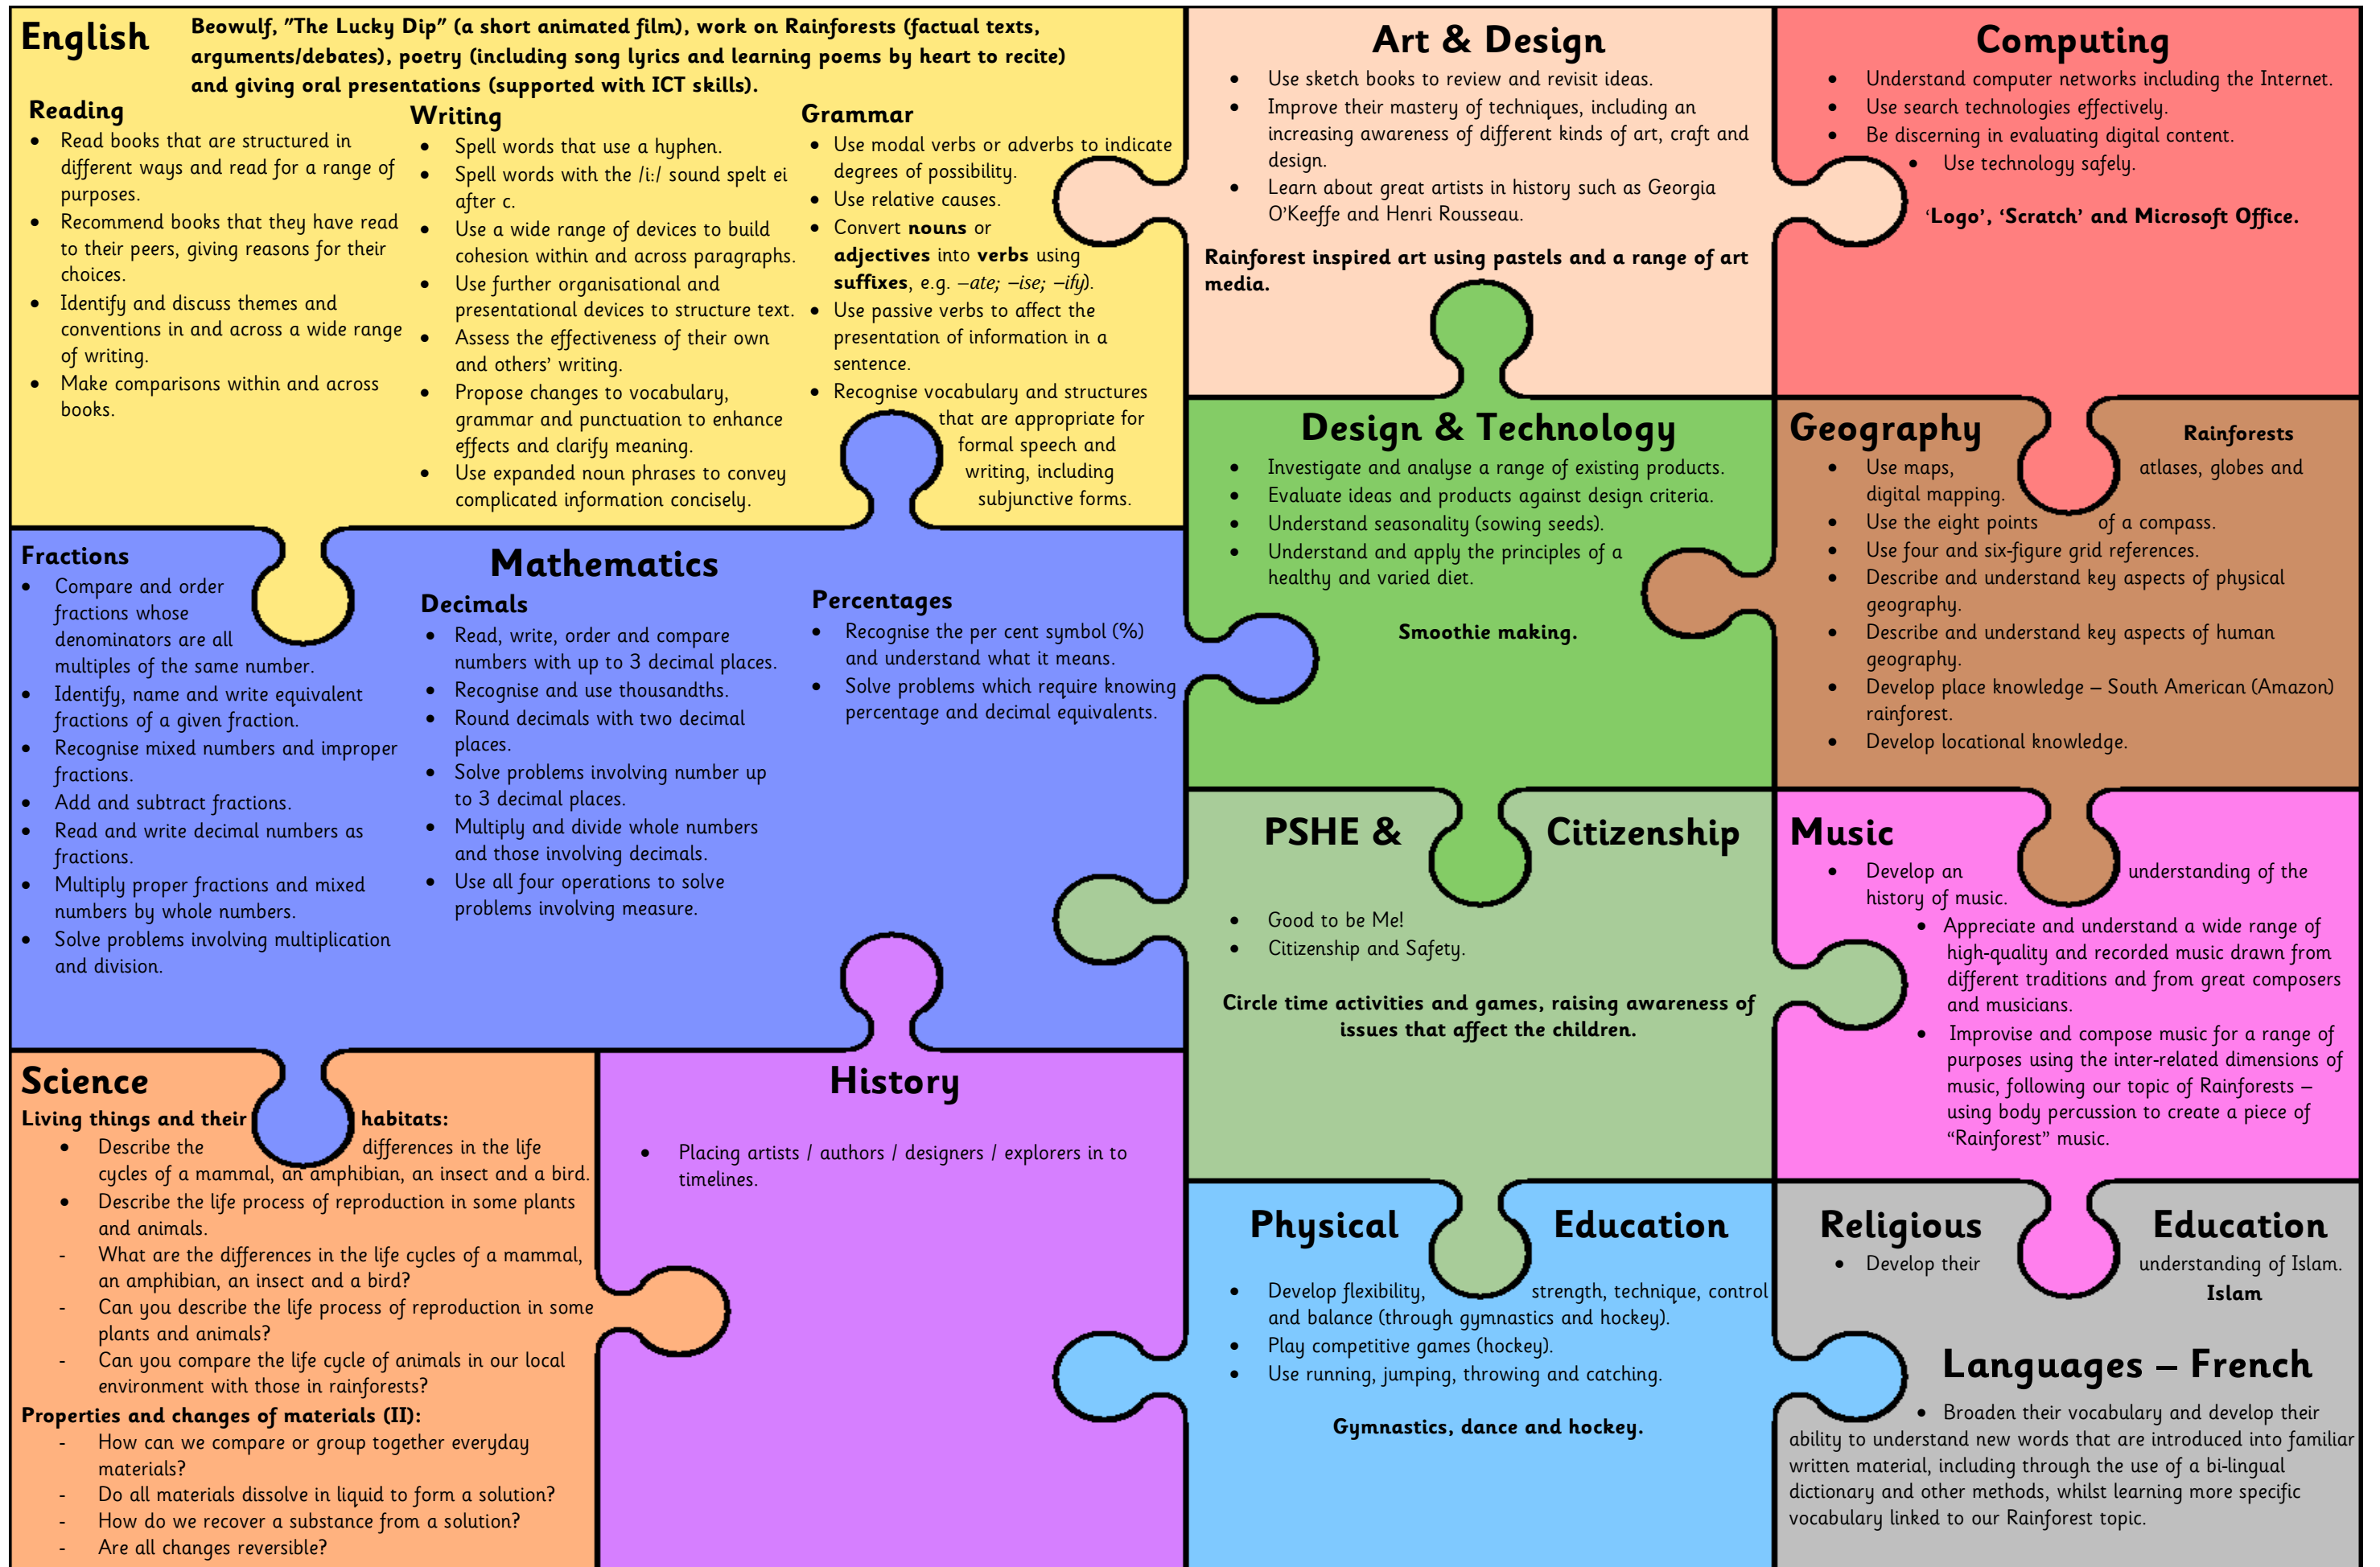 English
Beowulf, "The Lucky Dip" (a short animated film), work on Rainforests (factual texts,
arguments/debates), poetry (including song lyrics and learning poems by heart to recite)
and giving oral presentations (supported with ICT skills).
Reading
• Read books that are structured in
different ways and read for a range of
purposes.
• Recommend books that they have read
to their peers, giving reasons for their
choices.
• Identify and discuss themes and
conventions in and across a wide range
of writing.
• Make comparisons within and across
books.
Writing
• Spell words that use a hyphen.
• Spell words with the /i:/ sound spelt ei
after c.
• Use a wide range of devices to build
cohesion within and across paragraphs.
• Use further organisational and
presentational devices to structure text.
• Assess the effectiveness of their own
and others' writing.
• Propose changes to vocabulary,
grammar and punctuation to enhance
effects and clarify meaning.
• Use expanded noun phrases to convey
complicated information concisely.
Grammar
• Use modal verbs or adverbs to indicate
degrees of possibility.
• Use relative causes.
• Convert nouns or
adjectives into verbs using
suffixes, e.g. –ate; –ise; –ify).
• Use passive verbs to affect the
presentation of information in a
sentence.
• Recognise vocabulary and structures
that are appropriate for
formal speech and
writing, including
subjunctive forms.
Art & Design
• Use sketch books to review and revisit ideas.
• Improve their mastery of techniques, including an
increasing awareness of different kinds of art, craft and
design.
• Learn about great artists in history such as Georgia
O'Keeffe and Henri Rousseau.
Rainforest inspired art using pastels and a range of art
media.
Computing
• Understand computer networks including the Internet.
• Use search technologies effectively.
• Be discerning in evaluating digital content.
• Use technology safely.
'Logo', 'Scratch' and Microsoft Office.
Mathematics
Fractions
• Compare and order
fractions whose
denominators are all
multiples of the same number.
• Identify, name and write equivalent
fractions of a given fraction.
• Recognise mixed numbers and improper
fractions.
• Add and subtract fractions.
• Read and write decimal numbers as
fractions.
• Multiply proper fractions and mixed
numbers by whole numbers.
• Solve problems involving multiplication
and division.
Decimals
• Read, write, order and compare
numbers with up to 3 decimal places.
• Recognise and use thousandths.
• Round decimals with two decimal
places.
• Solve problems involving number up
to 3 decimal places.
• Multiply and divide whole numbers
and those involving decimals.
• Use all four operations to solve
problems involving measure.
Percentages
• Recognise the per cent symbol (%)
and understand what it means.
• Solve problems which require knowing
percentage and decimal equivalents.
Design & Technology
• Investigate and analyse a range of existing products.
• Evaluate ideas and products against design criteria.
• Understand seasonality (sowing seeds).
• Understand and apply the principles of a
healthy and varied diet.
Smoothie making.
Geography
Rainforests
• Use maps, atlases, globes and
digital mapping.
• Use the eight points of a compass.
• Use four and six-figure grid references.
• Describe and understand key aspects of physical
geography.
• Describe and understand key aspects of human
geography.
• Develop place knowledge – South American (Amazon)
rainforest.
• Develop locational knowledge.
PSHE & Citizenship
• Good to be Me!
• Citizenship and Safety.
Circle time activities and games, raising awareness of
issues that affect the children.
Music
• Develop an understanding of the
history of music.
• Appreciate and understand a wide range of
high-quality and recorded music drawn from
different traditions and from great composers
and musicians.
• Improvise and compose music for a range of
purposes using the inter-related dimensions of
music, following our topic of Rainforests –
using body percussion to create a piece of
"Rainforest" music.
Science
Living things and their habitats:
• Describe the differences in the life
cycles of a mammal, an amphibian, an insect and a bird.
• Describe the life process of reproduction in some plants
and animals.
- What are the differences in the life cycles of a mammal,
an amphibian, an insect and a bird?
- Can you describe the life process of reproduction in some
plants and animals?
- Can you compare the life cycle of animals in our local
environment with those in rainforests?
Properties and changes of materials (II):
- How can we compare or group together everyday
materials?
- Do all materials dissolve in liquid to form a solution?
- How do we recover a substance from a solution?
- Are all changes reversible?
History
• Placing artists / authors / designers / explorers in to
timelines.
Physical Education
• Develop flexibility, strength, technique, control
and balance (through gymnastics and hockey).
• Play competitive games (hockey).
• Use running, jumping, throwing and catching.
Gymnastics, dance and hockey.
Religious Education
• Develop their understanding of Islam.
Islam
Languages – French
• Broaden their vocabulary and develop their
ability to understand new words that are introduced into familiar
written material, including through the use of a bi-lingual
dictionary and other methods, whilst learning more specific
vocabulary linked to our Rainforest topic.